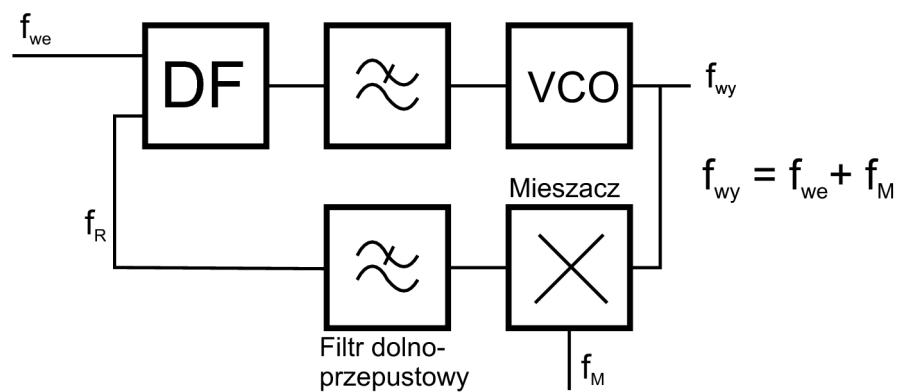 f_we
DF
VCO
f_wy
f_wy = f_we + f_M
Mieszacz
f_R
Filtr dolno-
przepustowy
f_M